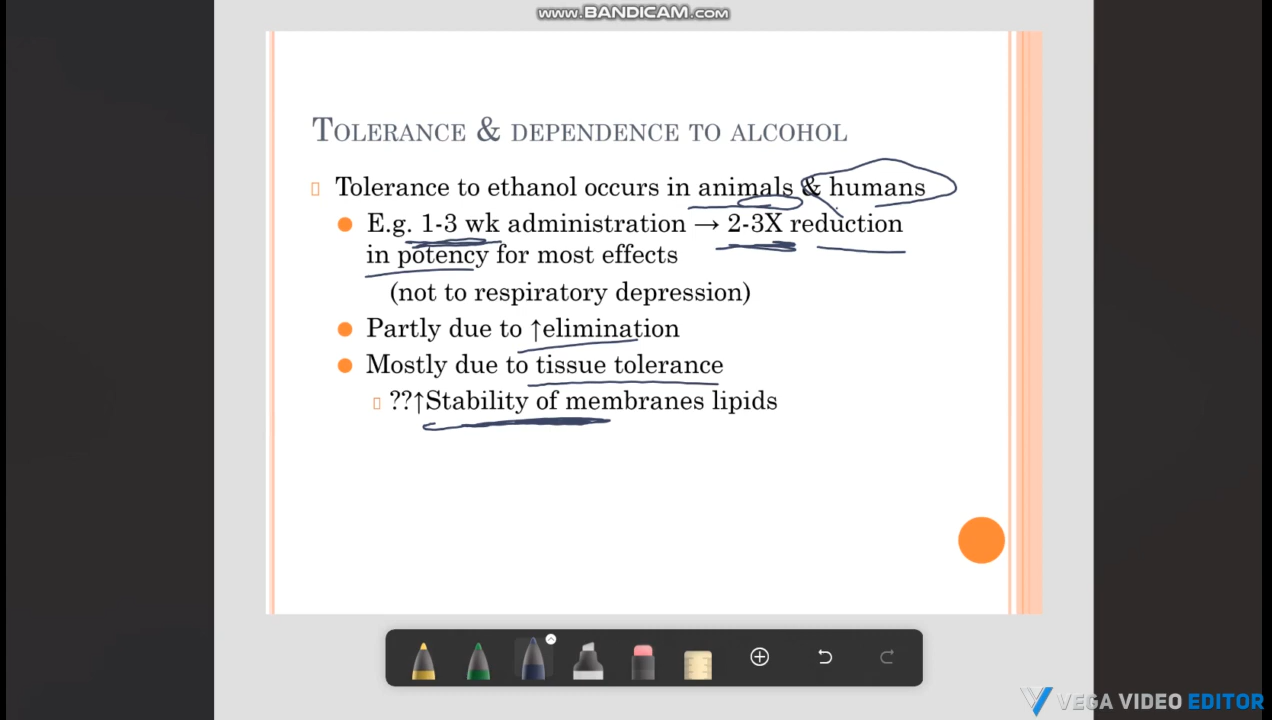 www.BANDICAM.com
Tolerance & dependence to alcohol
Tolerance to ethanol occurs in animals & humans
E.g. 1-3 wk administration → 2-3X reduction
in potency for most effects
(not to respiratory depression)
Partly due to ↑elimination
Mostly due to tissue tolerance
??↑Stability of membranes lipids
VEGA VIDEO EDITOR